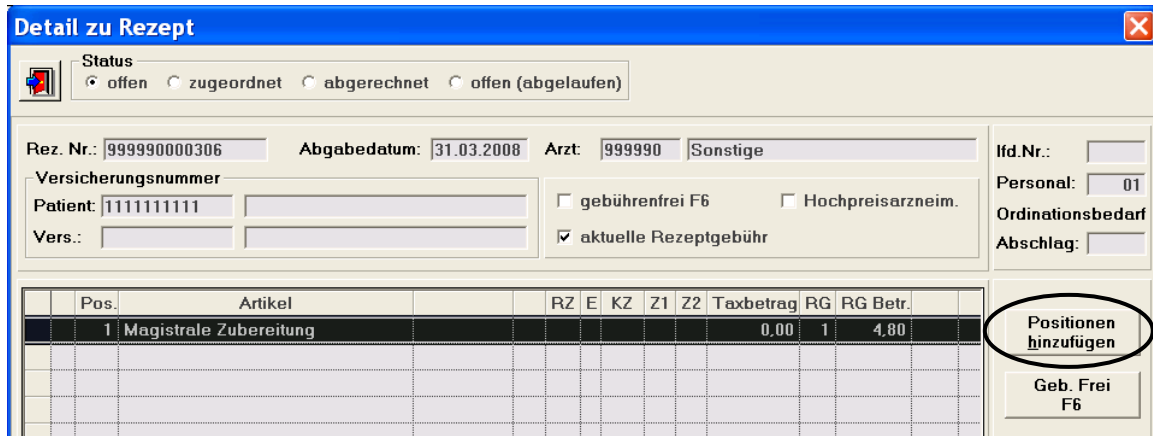 Detail zu Rezept
Status
offen zugeordnet abgerechnet offen (abgelaufen)
Rez. Nr.: 999990000306 Abgabedatum: 31.03.2008 Arzt: 999990 Sonstige
lfd.Nr.:
Versicherungsnummer
Personal: 01
Patient: 1111111111
gebührenfrei F6 Hochpreisarzneim.
Ordinationsbedarf
Vers.:
aktuelle Rezeptgebühr
Abschlag:
Pos. Artikel RZ E KZ Z1 Z2 Taxbetrag RG RG Betr.
1 Magistrale Zubereitung 0,00 1 4,80
Positionen
hinzufügen
Geb. Frei
F6